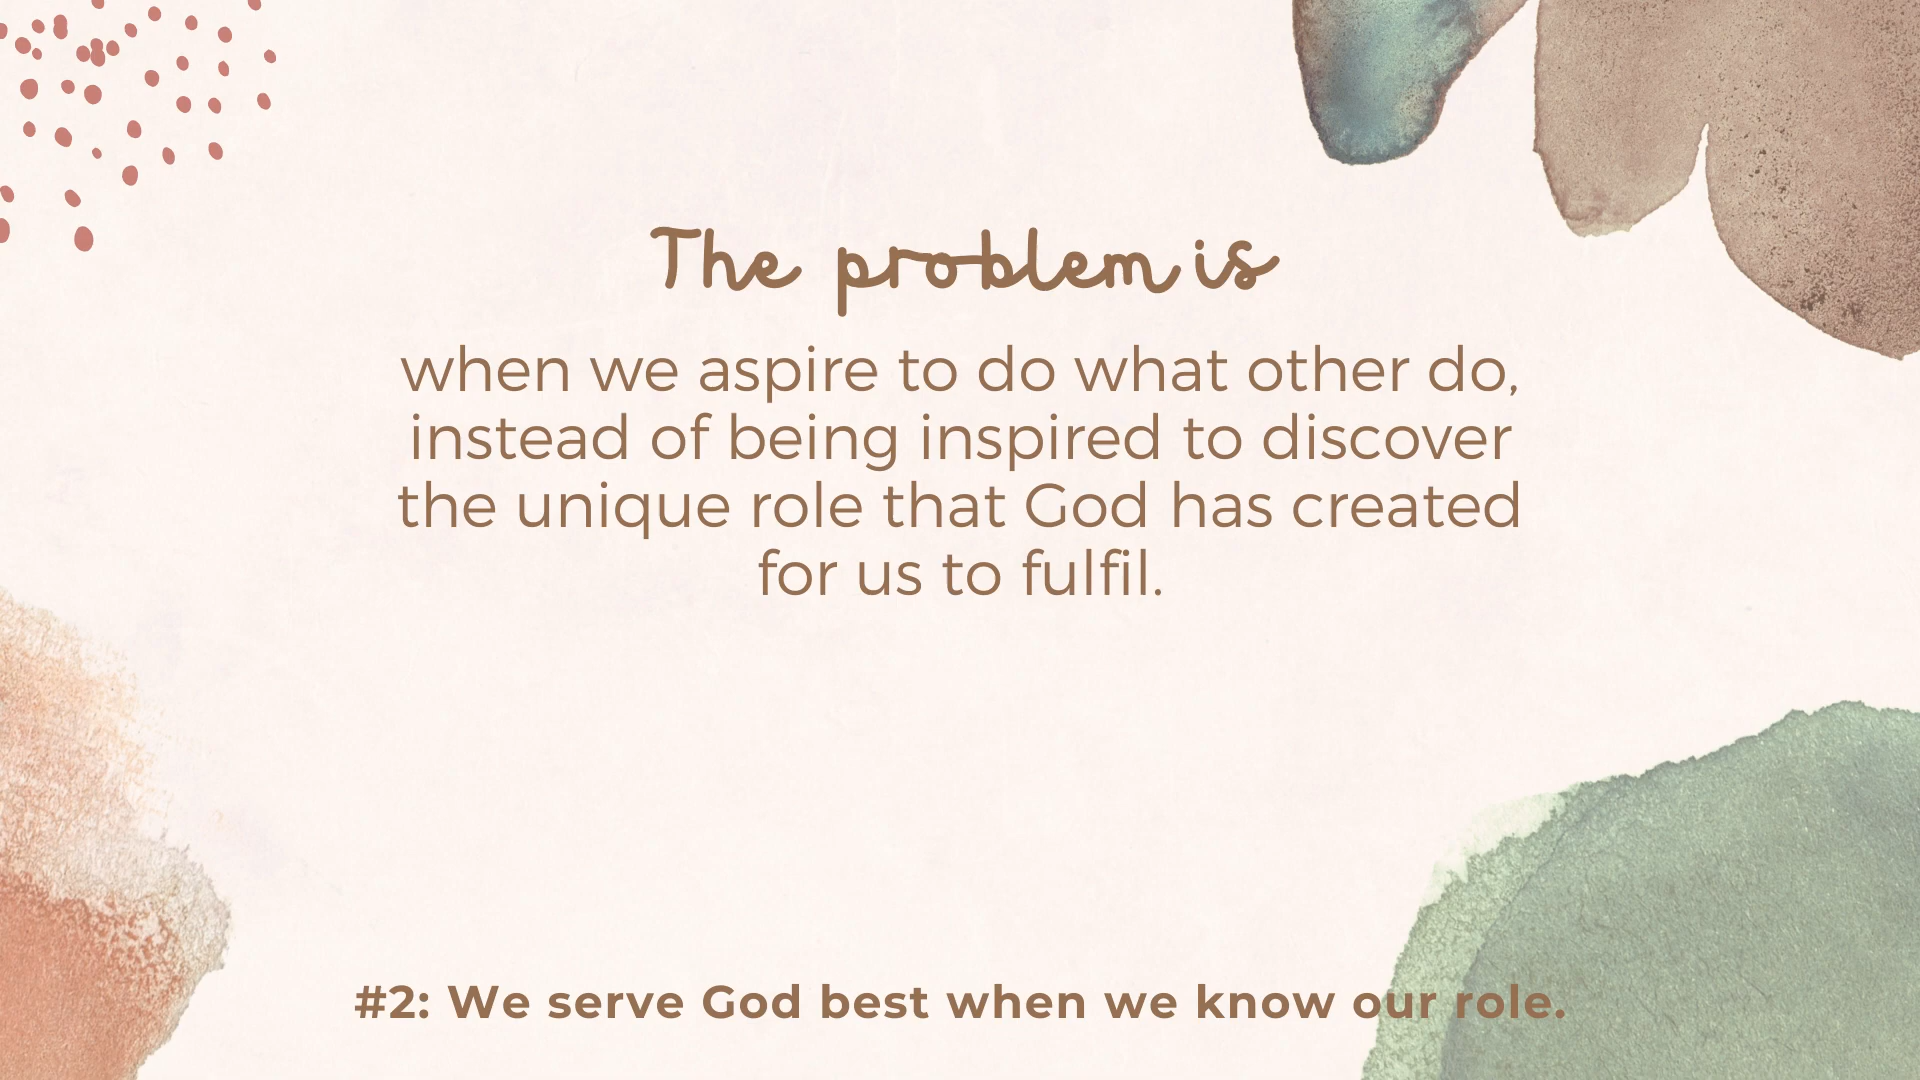 The problem is
when we aspire to do what other do,
instead of being inspired to discover
the unique role that God has created
for us to fulfil.
#2: We serve God best when we know our role.